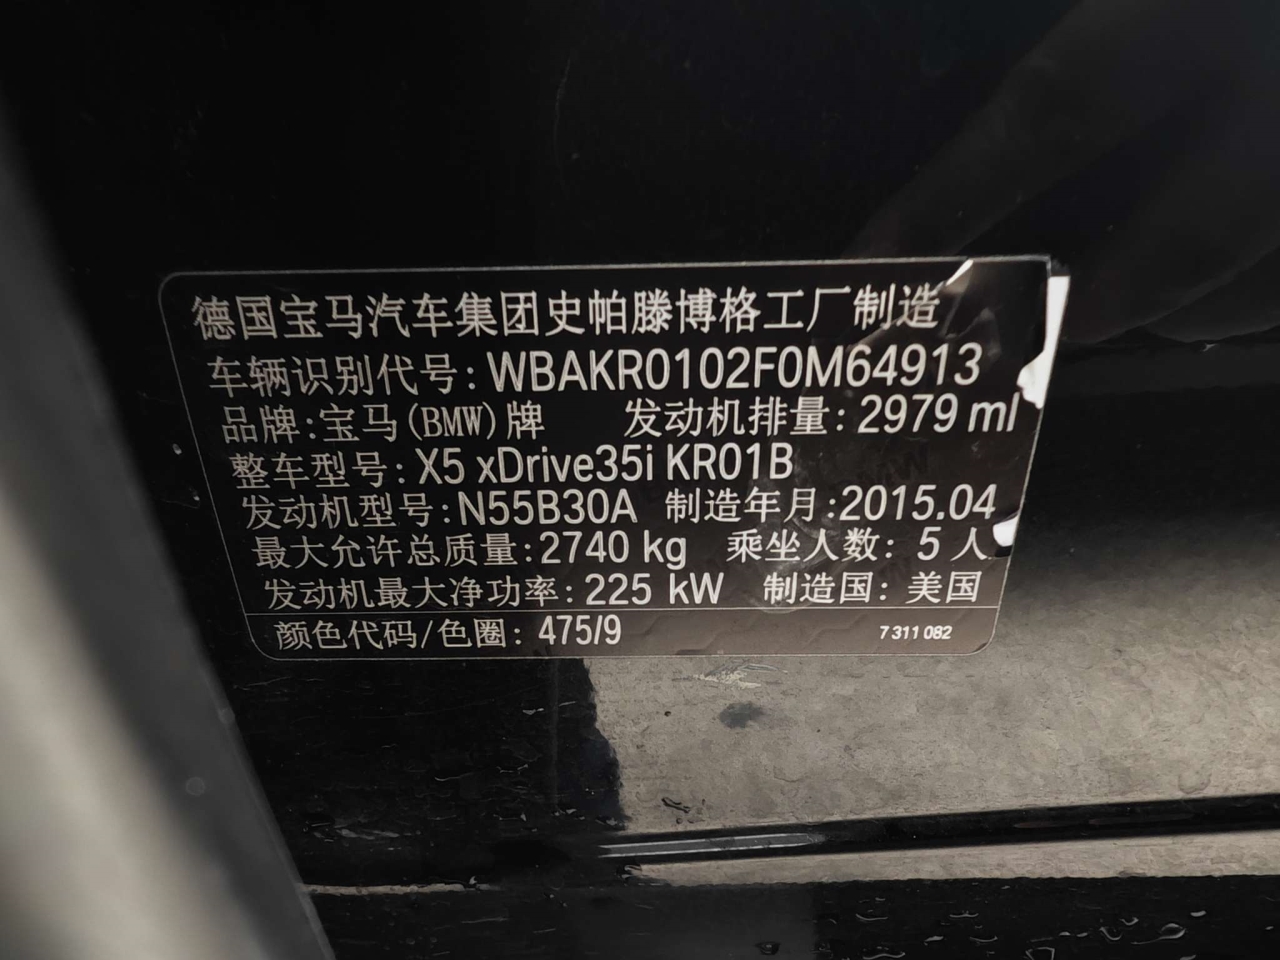 德国宝马汽车集团史帕滕博格工厂制造
车辆识别代号: WBAKR0102F0M64913
品牌:宝马(BMW)牌 发动机排量: 2979 ml
整车型号: X5 xDrive35i KR01B
发动机型号: N55B30A 制造年月:2015.04
最大允许总质量: 2740 kg 乘坐人数: 5 人
发动机最大净功率: 225 kW 制造国: 美国
颜色代码/色圈: 475/9 7 311 082